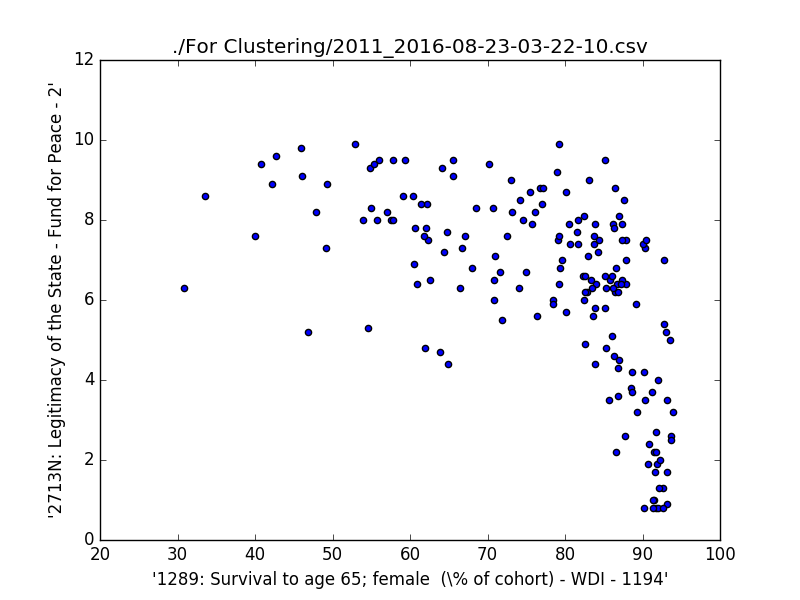 ./For Clustering/2011_2016-08-23-03-22-10.csv
'2713N: Legitimacy of the State - Fund for Peace - 2'
12
10
8
6
4
2
0
20 30 40 50 60 70 80 90 100
'1289: Survival to age 65; female (\% of cohort) - WDI - 1194'